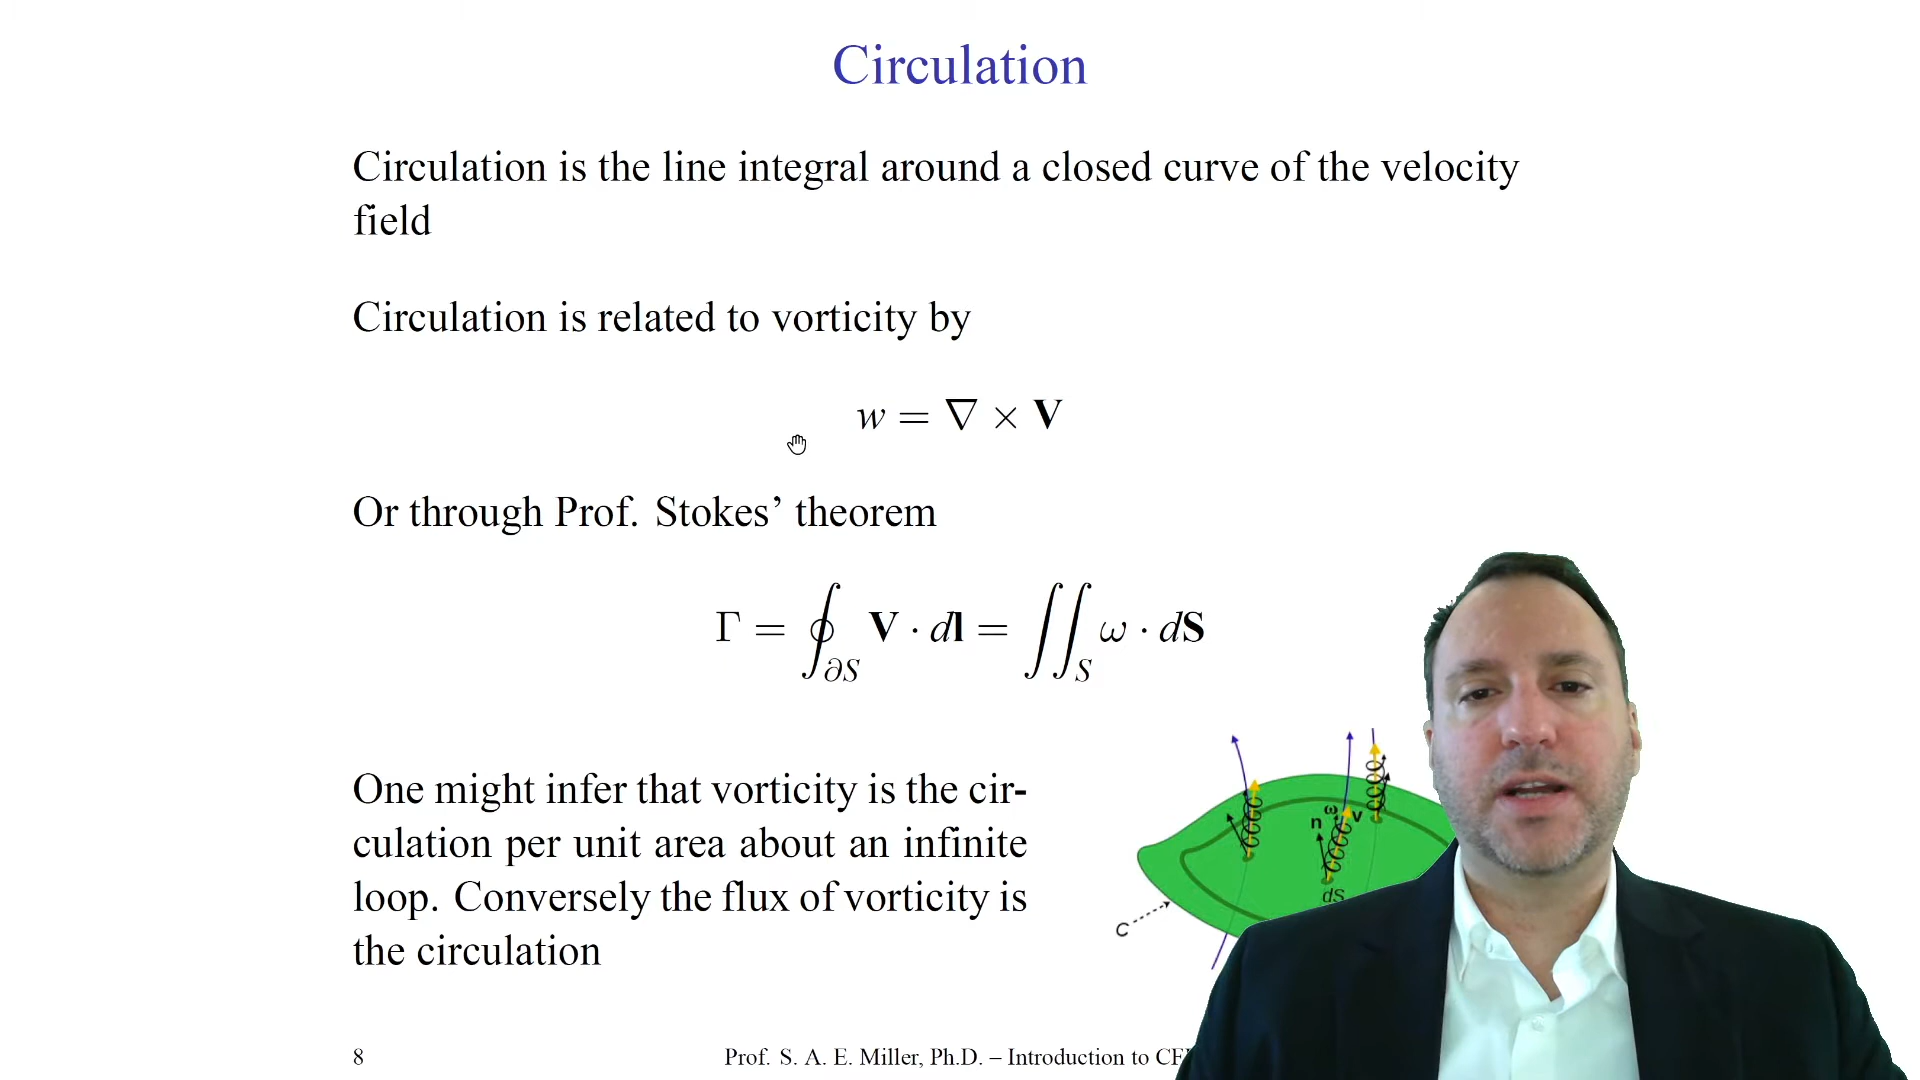 Circulation
Circulation is the line integral around a closed curve of the velocity
field
Circulation is related to vorticity by
w = ∇ × V
Or through Prof. Stokes’ theorem
Γ = ∮∂S V · dl = ∬S ω · dS
One might infer that vorticity is the cir-
culation per unit area about an infinite
loop. Conversely the flux of vorticity is
the circulation
ω
n v
dS
C
8 Prof. S. A. E. Miller, Ph.D. – Introduction to